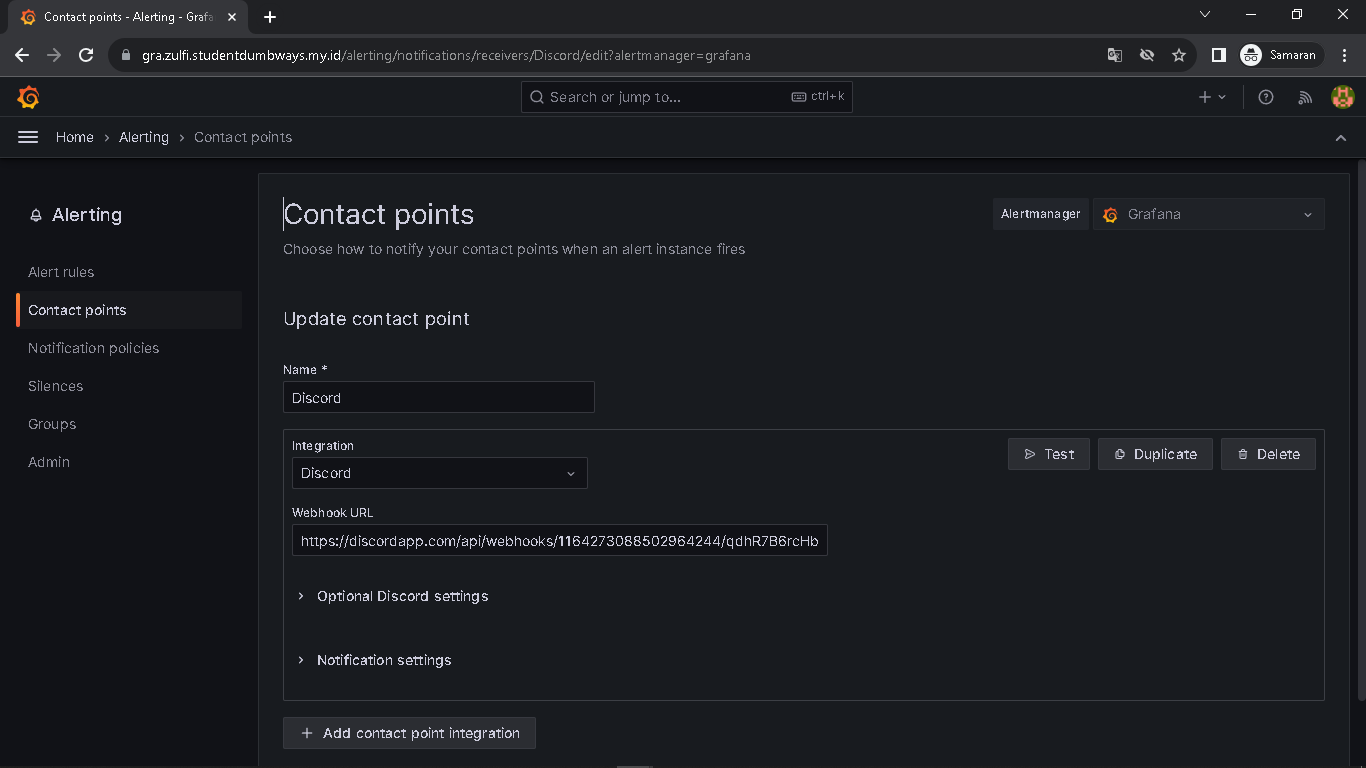 Contact points - Alerting - Grafa
gra.zulfi.studentdumbways.my.id/alerting/notifications/receivers/Discord/edit?alertmanager=grafana
Samaran
Search or jump to...
ctrl+k
Home
Alerting
Contact points
Alerting
Alert rules
Contact points
Notification policies
Silences
Groups
Admin
Contact points
Choose how to notify your contact points when an alert instance fires
Alertmanager
Grafana
Update contact point
Name *
Discord
Integration
Discord
Test
Duplicate
Delete
Webhook URL
https://discordapp.com/api/webhooks/1164273088502964244/qdhR7B6rcHb
Optional Discord settings
Notification settings
Add contact point integration